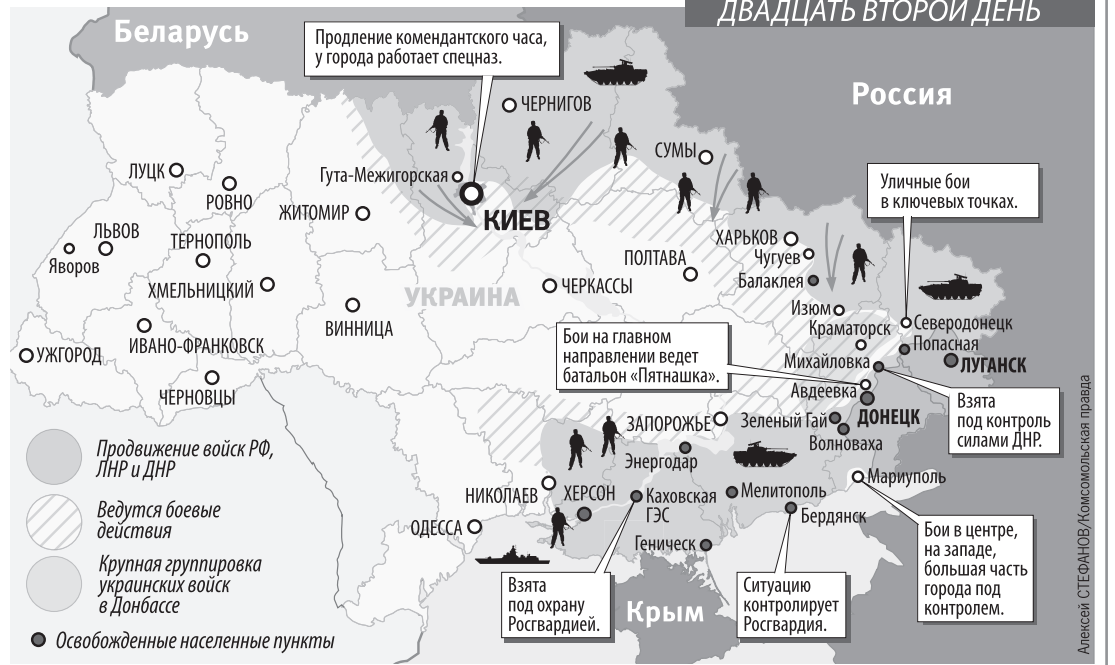 ДВАДЦАТЬ ВТОРОЙ ДЕНЬ
Беларусь
Продление комендантского часа,
у города работает спецназ.
Россия
ЧЕРНИГОВ
СУМЫ
ЛУЦК
РОВНО
Гута-Межигорская
ЖИТОМИР
КИЕВ
Уличные бои
в ключевых точках.
ЛЬВОВ
Яворов
ТЕРНОПОЛЬ
ХМЕЛЬНИЦКИЙ
ПОЛТАВА
ХАРЬКОВ
Чугуев
Балаклея
УКРАИНА
ЧЕРКАССЫ
ВИННИЦА
ИВАНО-ФРАНКОВСК
УЖГОРОД
ЧЕРНОВЦЫ
Изюм
Краматорск
Северодонецк
Попасная
ЛУГАНСК
Бои на главном
направлении ведет
батальон «Пятнашка».
Михайловка
Авдеевка
ДОНЕЦК
Взята
под контроль
силами ДНР.
ЗАПОРОЖЬЕ
Зеленый Гай
Волноваха
Энергодар
Мариуполь
НИКОЛАЕВ
ХЕРСОН
Каховская
ГЭС
Мелитополь
Бердянск
ОДЕССА
Геническ
Бои в центре,
на западе,
большая часть
города под
контролем.
Взята
под охрану
Росгвардией.
Крым
Ситуацию
контролирует
Росгвардия.
Продвижение войск РФ,
ЛНР и ДНР
Ведутся боевые
действия
Крупная группировка
украинских войск
в Донбассе
Освобожденные населенные пункты
Алексей СТЕФАНОВ/Комсомольская правда